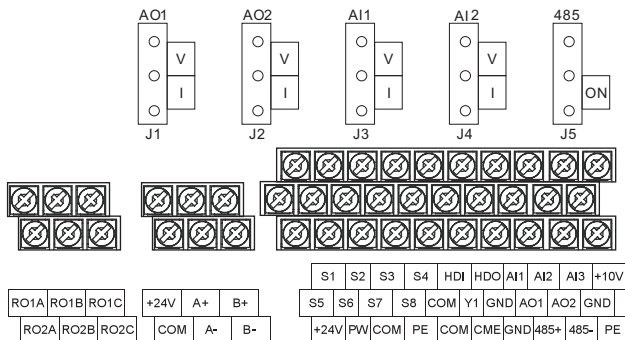 AO1 AO2 AI1 AI2 485
V V V V
I I I I ON
J1 J2 J3 J4 J5
S1 S2 S3 S4 HDI HDO AI1 AI2 AI3 +10V
RO1A RO1B RO1C +24V A+ B+ S5 S6 S7 S8 COM Y1 GND AO1 AO2 GND
RO2A RO2B RO2C COM A- B- +24V PW COM PE COM CME GND 485+ 485- PE